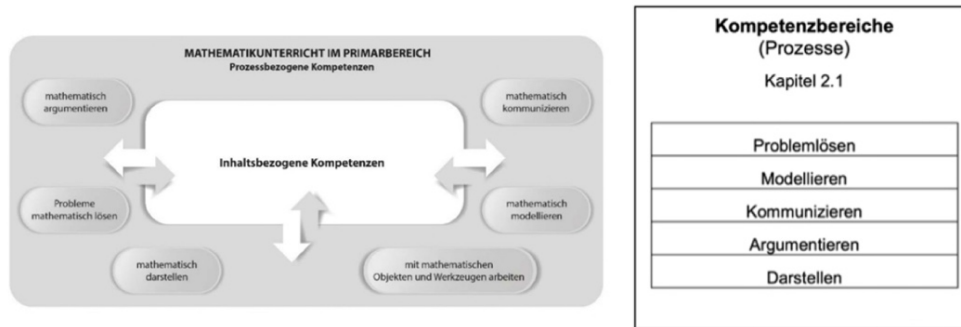 MATHEMATIKUNTERRICHT IM PRIMARBEREICH
Prozessbezogene Kompetenzen
mathematisch
argumentieren
mathematisch
kommunizieren
Inhaltsbezogene Kompetenzen
Probleme
mathematisch lösen
mathematisch
modellieren
mathematisch
darstellen
mit mathematischen
Objekten und Werkzeugen arbeiten
Kompetenzbereiche
(Prozesse)
Kapitel 2.1
Problemlösen
Modellieren
Kommunizieren
Argumentieren
Darstellen